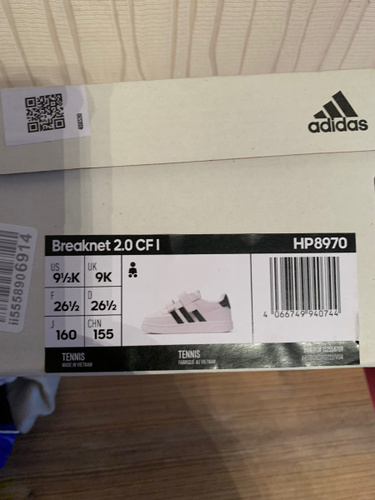 adidas
ii5558906914
Breaknet 2.0 CF I
HP8970
US
9½K
UK
9K
F
26½
D
26½
J
160
CHN
155
4 066749 940744
TENNIS
MADE IN VIETNAM
TENNIS
FABRIQUÉ AU VIETNAM